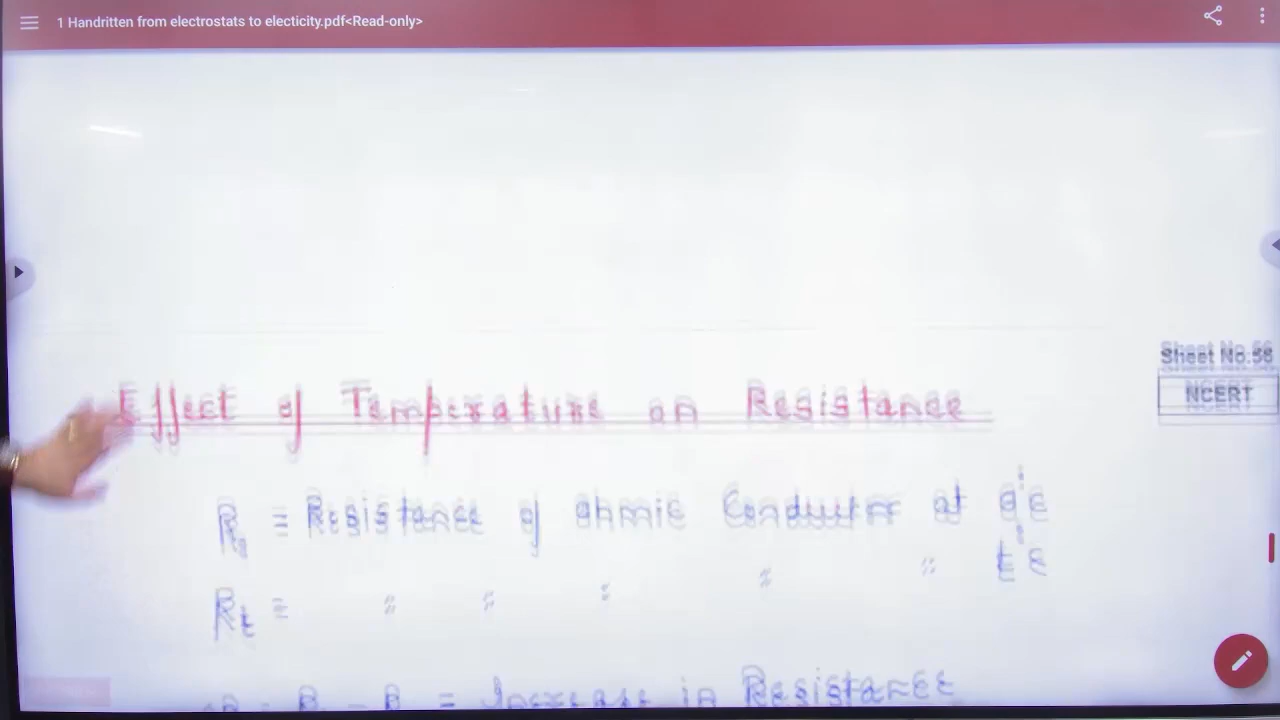 1 Handritten from electrostats to electicity.pdf<Read-only>
Sheet No:56
NCERT
Effect of Temperature on Resistance
R₀ = Resistance of ohmic Conductor at 0°C
Rt = " " " " " t°C
= Increase in Resistance